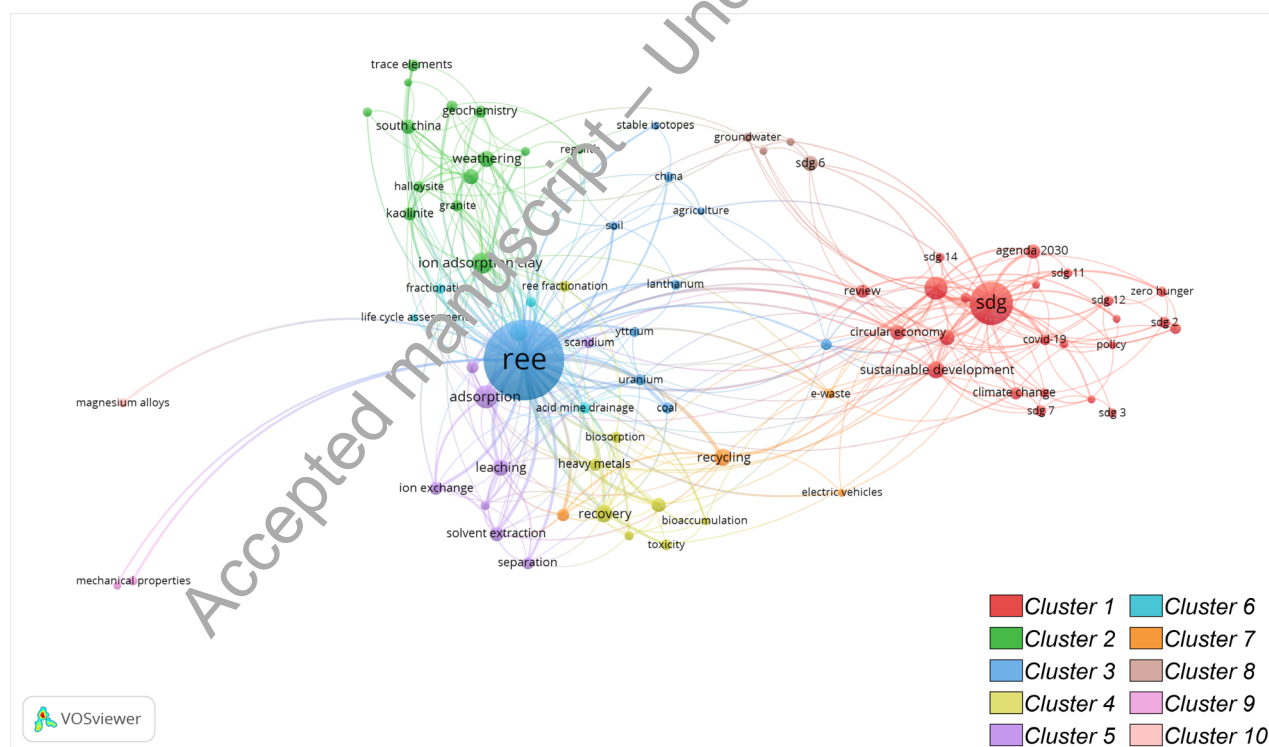 Accepted manuscript – Un
trace elements
geochemistry
south china
stable isotopes
groundwater
weathering
regolith
sdg 6
china
halloysite
granite
agriculture
kaolinite
soil
agenda 2030
sdg 14
ion adsorption clay
sdg 11
fractionation
ree fractionation
lanthanum
review
zero hunger
sdg
sdg 12
life cycle assessment
yttrium
circular economy
sdg 2
scandium
covid-19
policy
ree
sustainable development
uranium
adsorption
climate change
e-waste
magnesium alloys
acid mine drainage
coal
sdg 7
sdg 3
biosorption
recycling
leaching
heavy metals
ion exchange
electric vehicles
recovery
bioaccumulation
solvent extraction
toxicity
separation
mechanical properties
Cluster 1
Cluster 2
Cluster 3
Cluster 4
Cluster 5
Cluster 6
Cluster 7
Cluster 8
Cluster 9
Cluster 10
VOSviewer